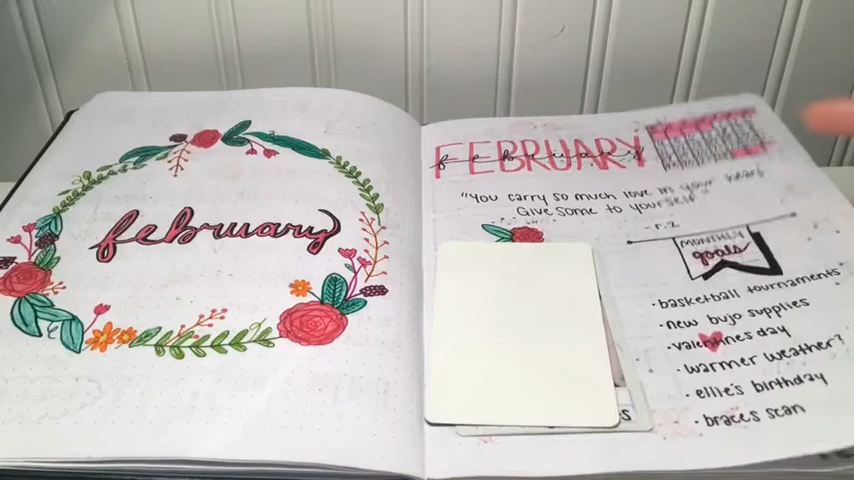 february
FEBRUARY
february
"You carry so much love in your heart
Give some to yourself"
-r.z
MONTHLY
goals
• basketball tournaments
• new bujo supplies
• valentines day
• warmer weather?
• ellie's birthday
• braces scan